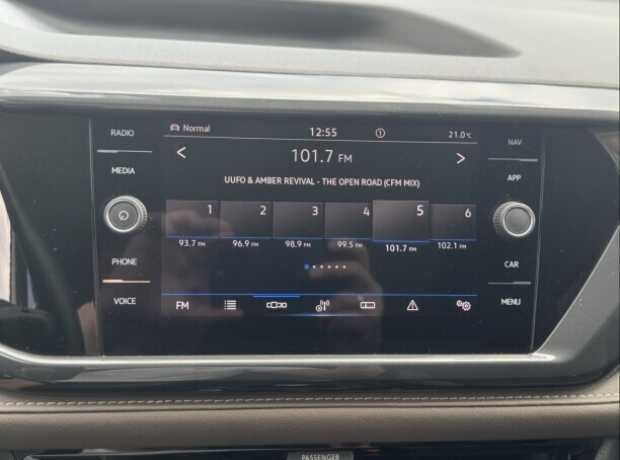 RADIO
MEDIA
PHONE
VOICE
Normal
12:55
21.0°C
101.7 FM
UUFO & AMBER REVIVAL - THE OPEN ROAD (CFM MIX)
1 2 3 4 5 6
93.7 FM 96.9 FM 98.9 FM 99.5 FM 101.7 FM 102.1 FM
FM
NAV
APP
CAR
MENU
PASSENGER